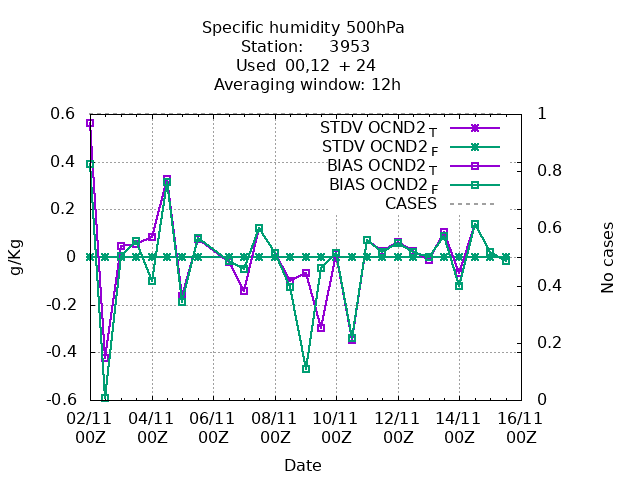 Specific humidity 500hPa
Station: 3953
Used 00,12 + 24
Averaging window: 12h
0.6
0.4
0.2
0
-0.2
-0.4
-0.6
g/Kg
STDV OCND2 T
STDV OCND2 F
BIAS OCND2 T
BIAS OCND2 F
CASES
1
0.8
0.6
0.4
0.2
0
No cases
02/11 04/11 06/11 08/11 10/11 12/11 14/11 16/11
00Z 00Z 00Z 00Z 00Z 00Z 00Z 00Z
Date